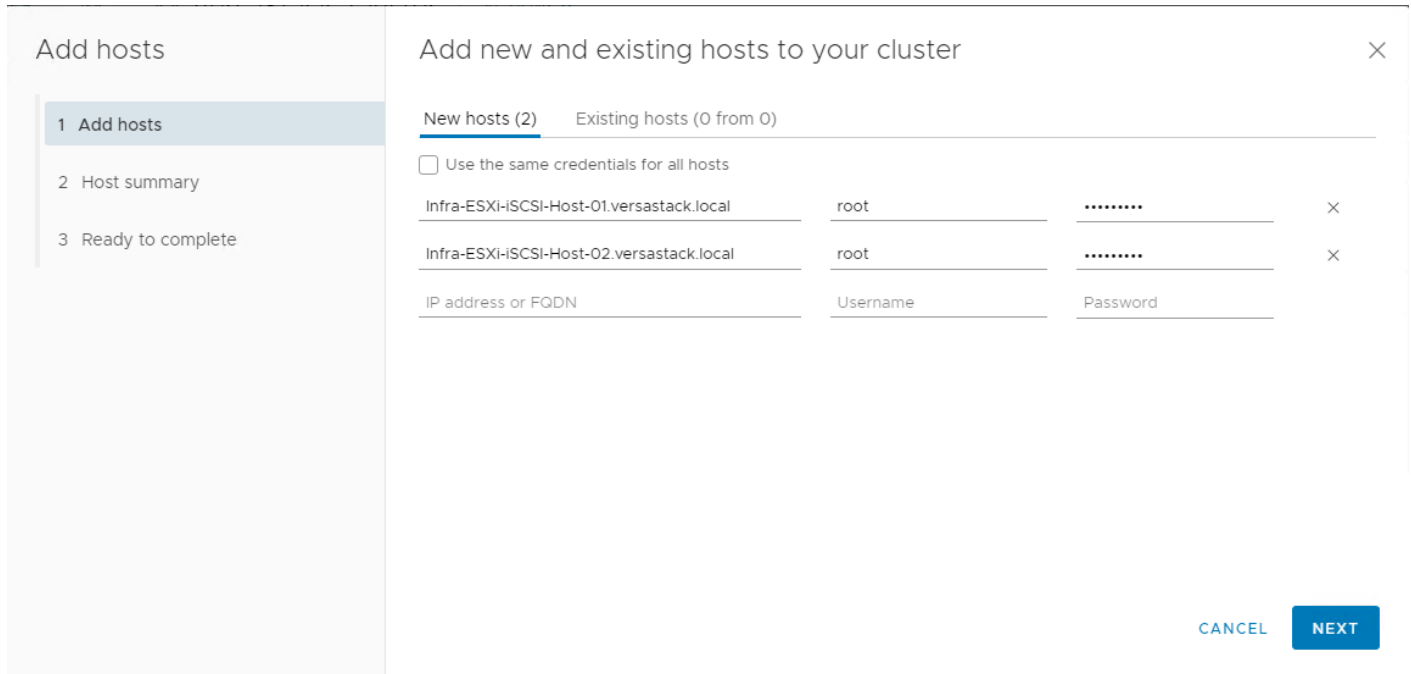 Add hosts
Add new and existing hosts to your cluster
1 Add hosts
2 Host summary
3 Ready to complete
New hosts (2) Existing hosts (0 from 0)
Use the same credentials for all hosts
Infra-ESXi-iSCSI-Host-01.versastack.local root •••••••••
Infra-ESXi-iSCSI-Host-02.versastack.local root •••••••••
IP address or FQDN Username Password
CANCEL NEXT